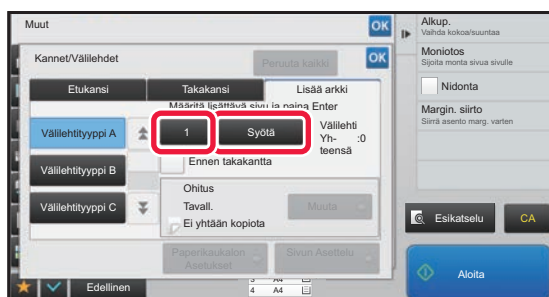 Muut
OK
Kannet/Välilehdet
Peruuta kaikki
OK
Etukansi
Takakansi
Lisää arkki
Määritä lisättävä sivu ja paina Enter
Välilehtityyppi A
1
Syötä
Välilehti
Yh- :0
teensä
Ennen takakantta
Välilehtityyppi B
Ohitus
Tavall.
Ei yhtään kopiota
Muuta
Välilehtityyppi C
Paperikaukalon
Asetukset
Sivun Asettelu
Edellinen
3 A4
4 A4
Alkup.
Vaihda kokoa/suuntaa
Moniotos
Sijoita monta sivua sivulle
Nidonta
Margin. siirto
Siirrä asento marg. varten
Esikatselu
CA
Aloita